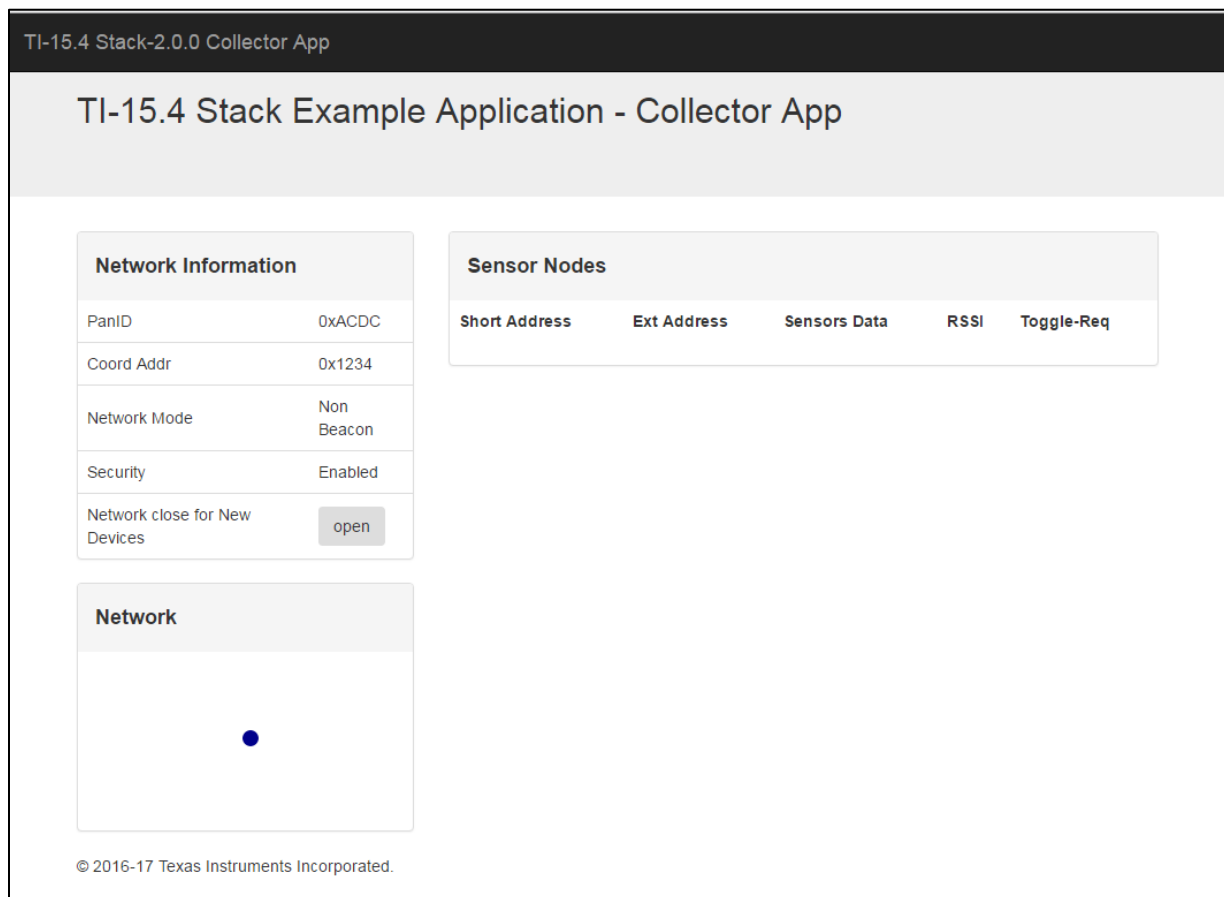 TI-15.4 Stack-2.0.0 Collector App
TI-15.4 Stack Example Application - Collector App
Network Information
PanID 0xACDC
Coord Addr 0x1234
Network Mode Non
Beacon
Security Enabled
Network close for New
Devices
open
Network
Sensor Nodes
Short Address Ext Address Sensors Data RSSI Toggle-Req
© 2016-17 Texas Instruments Incorporated.